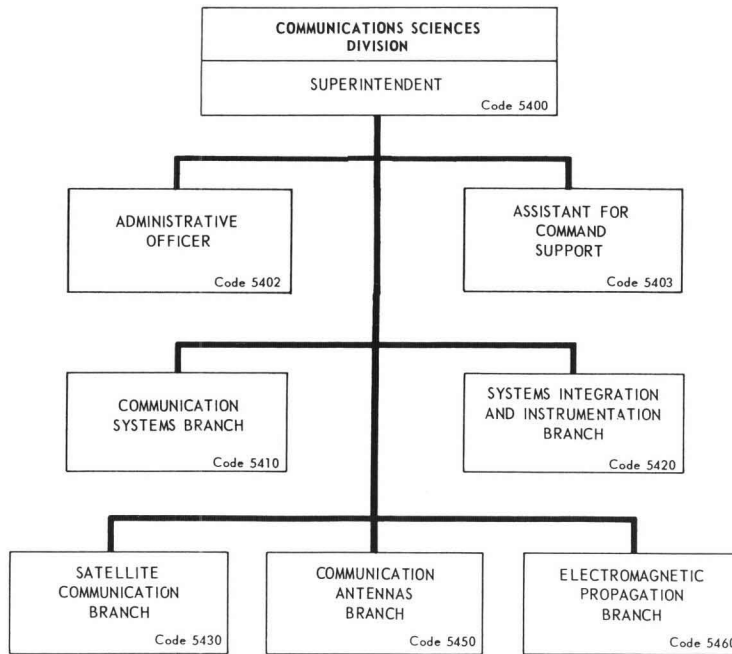 COMMUNICATIONS SCIENCES
DIVISION
SUPERINTENDENT
Code 5400
ADMINISTRATIVE
OFFICER
Code 5402
ASSISTANT FOR
COMMAND
SUPPORT
Code 5403
COMMUNICATION
SYSTEMS BRANCH
Code 5410
SYSTEMS INTEGRATION
AND INSTRUMENTATION
BRANCH
Code 5420
SATELLITE
COMMUNICATION
BRANCH
Code 5430
COMMUNICATION
ANTENNAS
BRANCH
Code 5450
ELECTROMAGNETIC
PROPAGATION
BRANCH
Code 5460